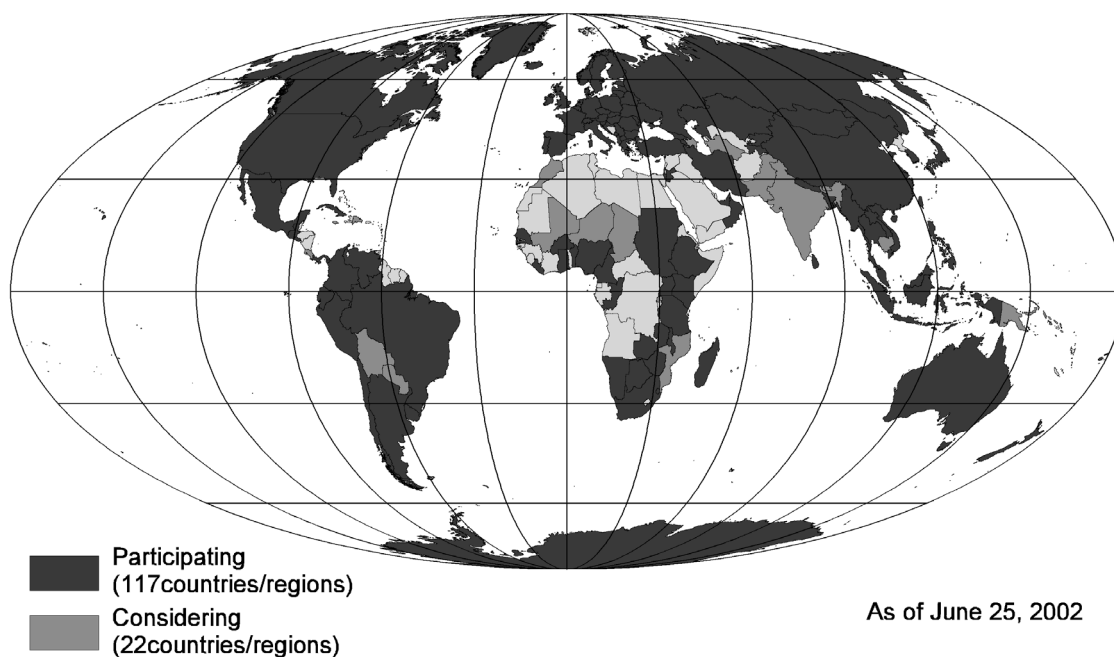 Participating
(117countries/regions)
Considering
(22countries/regions)
As of June 25, 2002